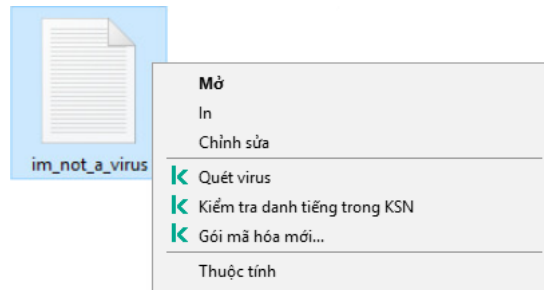 im_not_a_virus
Mở
In
Chỉnh sửa
Quét virus
Kiểm tra danh tiếng trong KSN
Gói mã hóa mới...
Thuộc tính